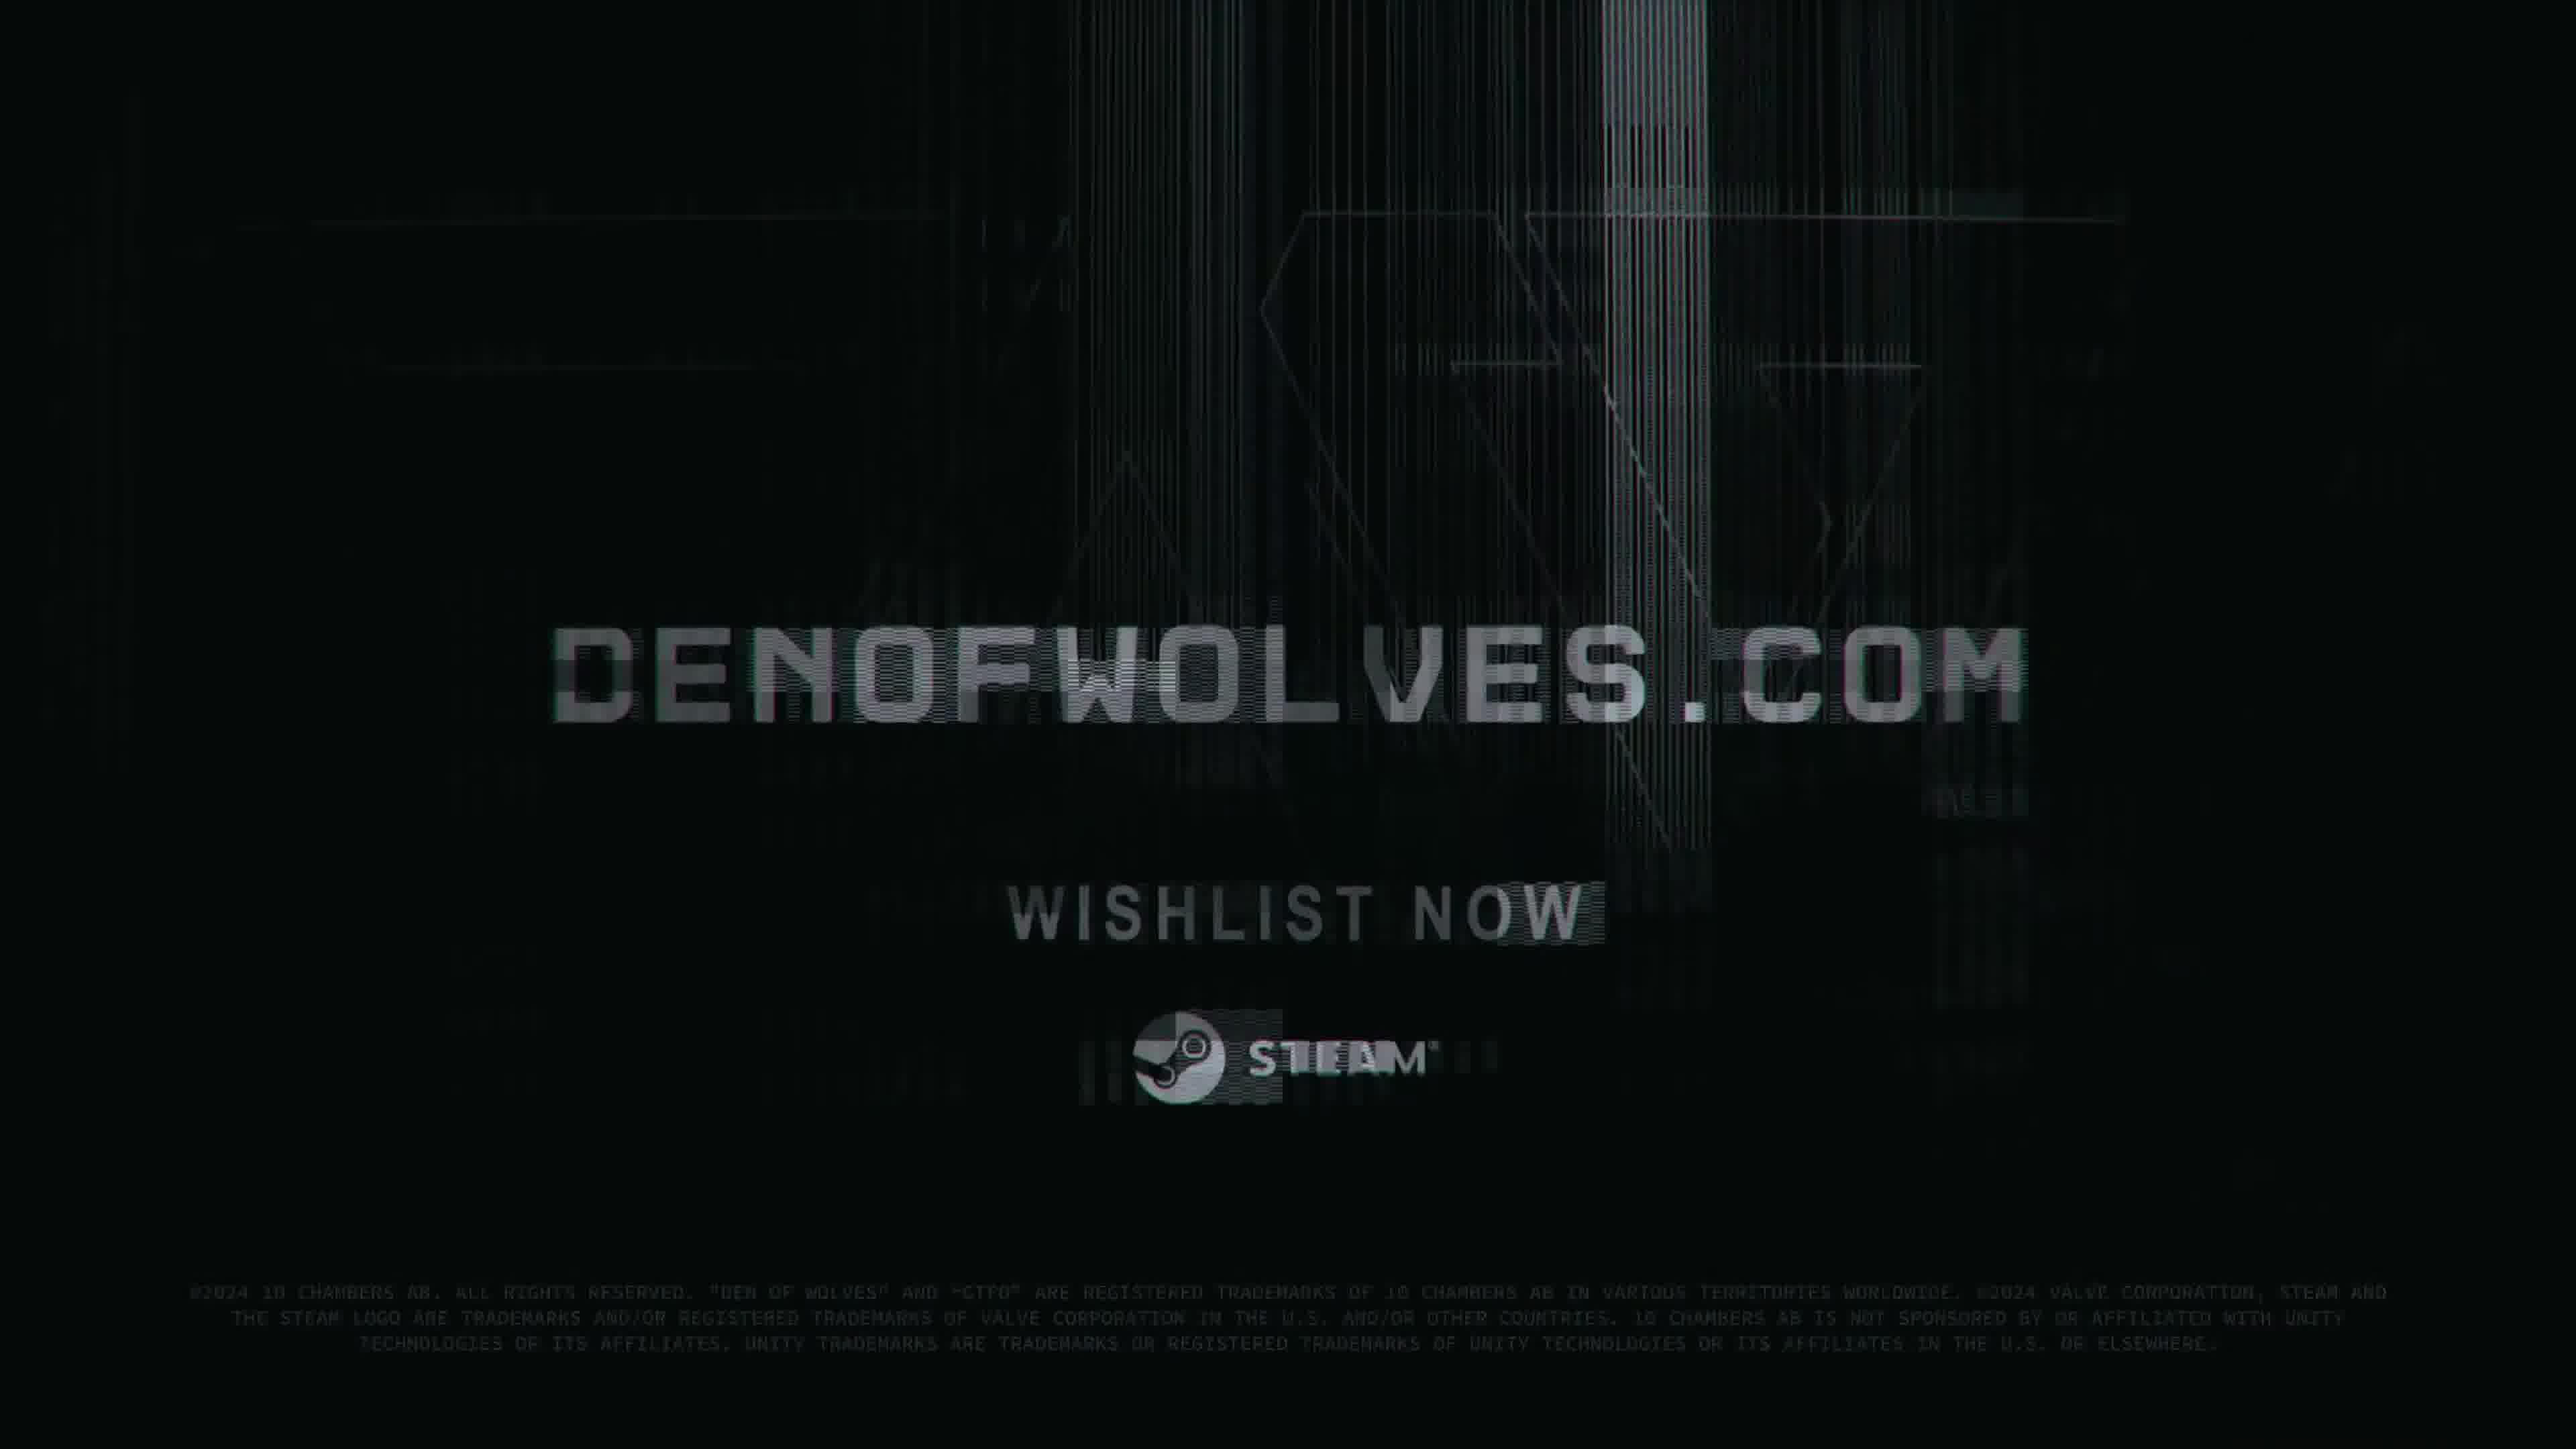 DENOFWOLVES.COM
WISHLIST NOW
STEAM®
©2024 10 CHAMBERS AB. ALL RIGHTS RESERVED. "DEN OF WOLVES" AND "GTFO" ARE REGISTERED TRADEMARKS OF 10 CHAMBERS AB IN VARIOUS TERRITORIES WORLDWIDE. ©2024 VALVE CORPORATION, STEAM AND
THE STEAM LOGO ARE TRADEMARKS AND/OR REGISTERED TRADEMARKS OF VALVE CORPORATION IN THE U.S. AND/OR OTHER COUNTRIES. 10 CHAMBERS AB IS NOT SPONSORED BY OR AFFILIATED WITH UNITY
TECHNOLOGIES OF ITS AFFILIATES. UNITY TRADEMARKS ARE TRADEMARKS OR REGISTERED TRADEMARKS OF UNITY TECHNOLOGIES OR ITS AFFILIATES IN THE U.S. OR ELSEWHERE.